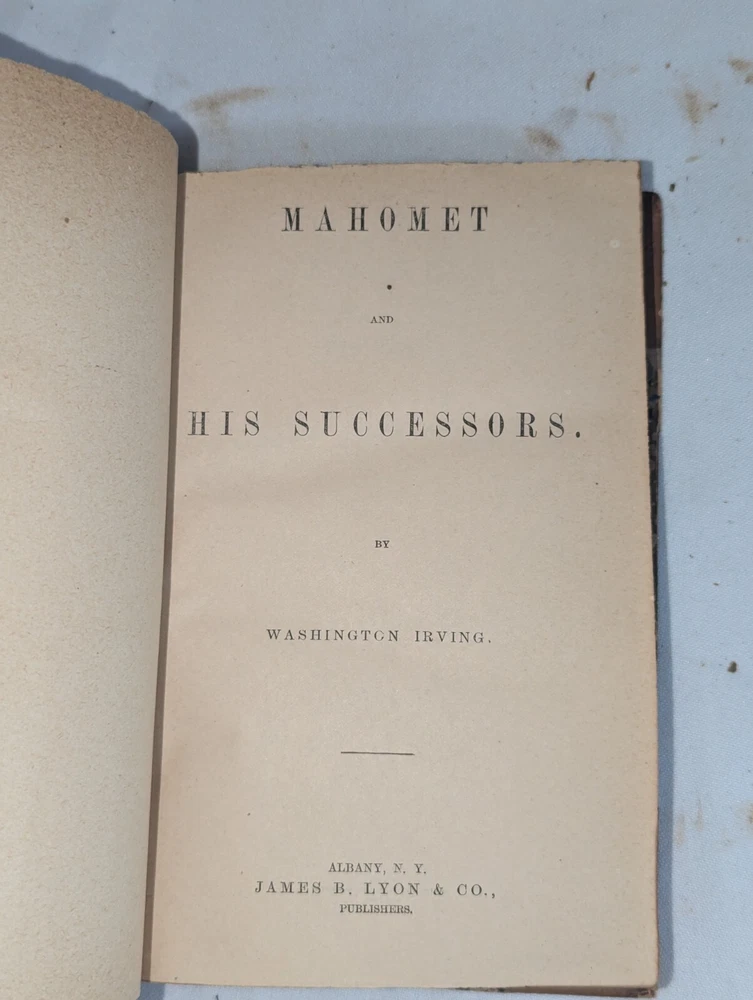 MAHOMET
AND
HIS SUCCESSORS.
BY
WASHINGTON IRVING.
ALBANY, N. Y.
JAMES B. LYON & CO.,
PUBLISHERS.